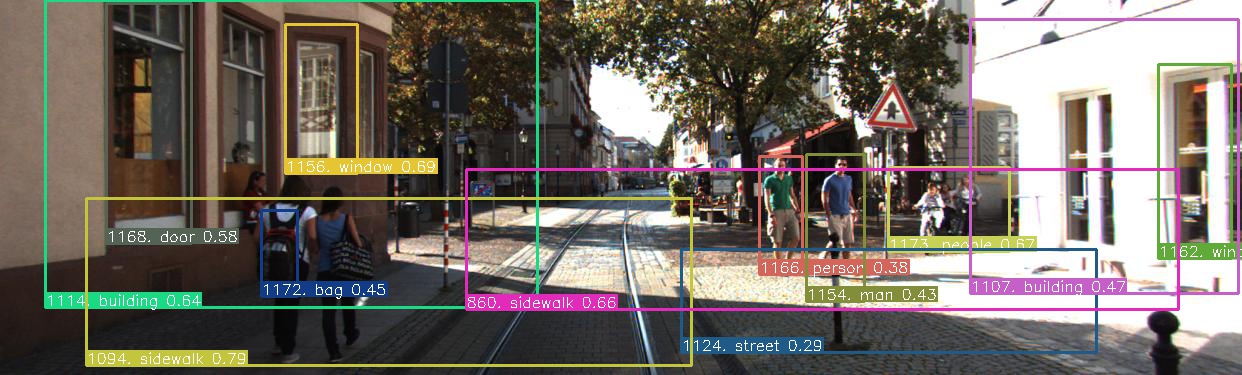 1156. window 0.69
1168. door 0.58
1173. people 0.67
1162. win
1166. person 0.38
1172. bag 0.45
1107. building 0.47
1154. man 0.43
1114. building 0.64
860. sidewalk 0.66
1124. street 0.29
1094. sidewalk 0.79